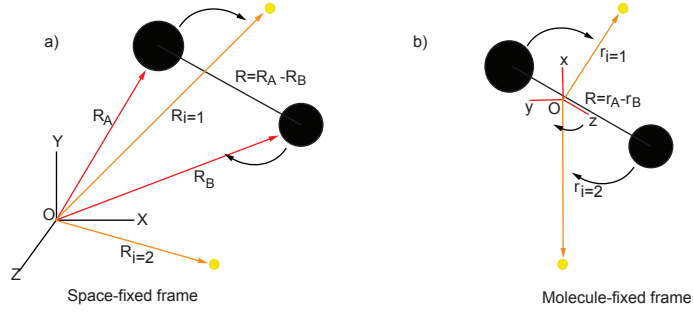 a)
R=R_A -R_B
R_A
R_i=1
Y
R_B
O
X
R_i=2
Z
Space-fixed frame
b)
r_i=1
x
R=r_A-r_B
y
O
z
r_i=2
Molecule-fixed frame